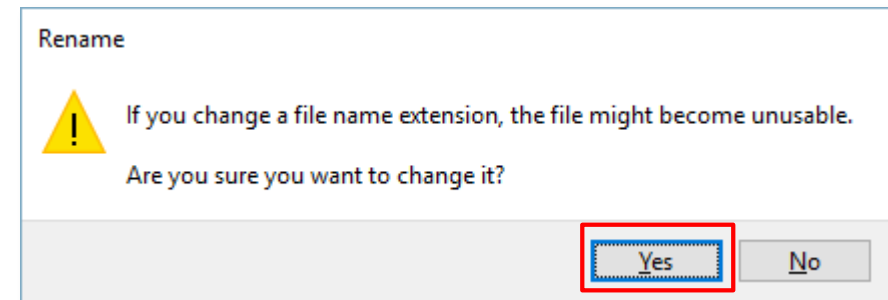 Rename
If you change a file name extension, the file might become unusable.
Are you sure you want to change it?
Yes No